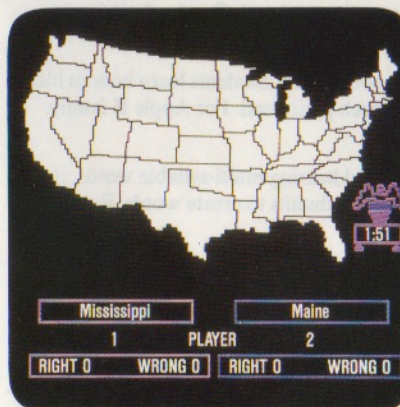 1:51
Mississippi Maine
1 PLAYER 2
RIGHT 0 WRONG 0 RIGHT 0 WRONG 0